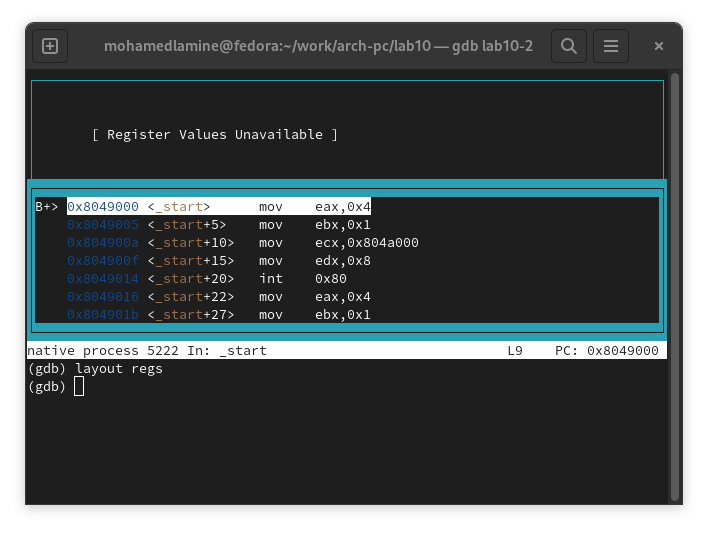 mohamedlamine@fedora:~/work/arch-pc/lab10 — gdb lab10-2
[ Register Values Unavailable ]
B+> 0x8049000 <_start>      mov    eax,0x4
0x8049005 <_start+5>    mov    ebx,0x1
0x804900a <_start+10>   mov    ecx,0x804a000
0x804900f <_start+15>   mov    edx,0x8
0x8049014 <_start+20>   int    0x80
0x8049016 <_start+22>   mov    eax,0x4
0x804901b <_start+27>   mov    ebx,0x1
native process 5222 In: _start                              L9    PC: 0x8049000
(gdb) layout regs
(gdb)